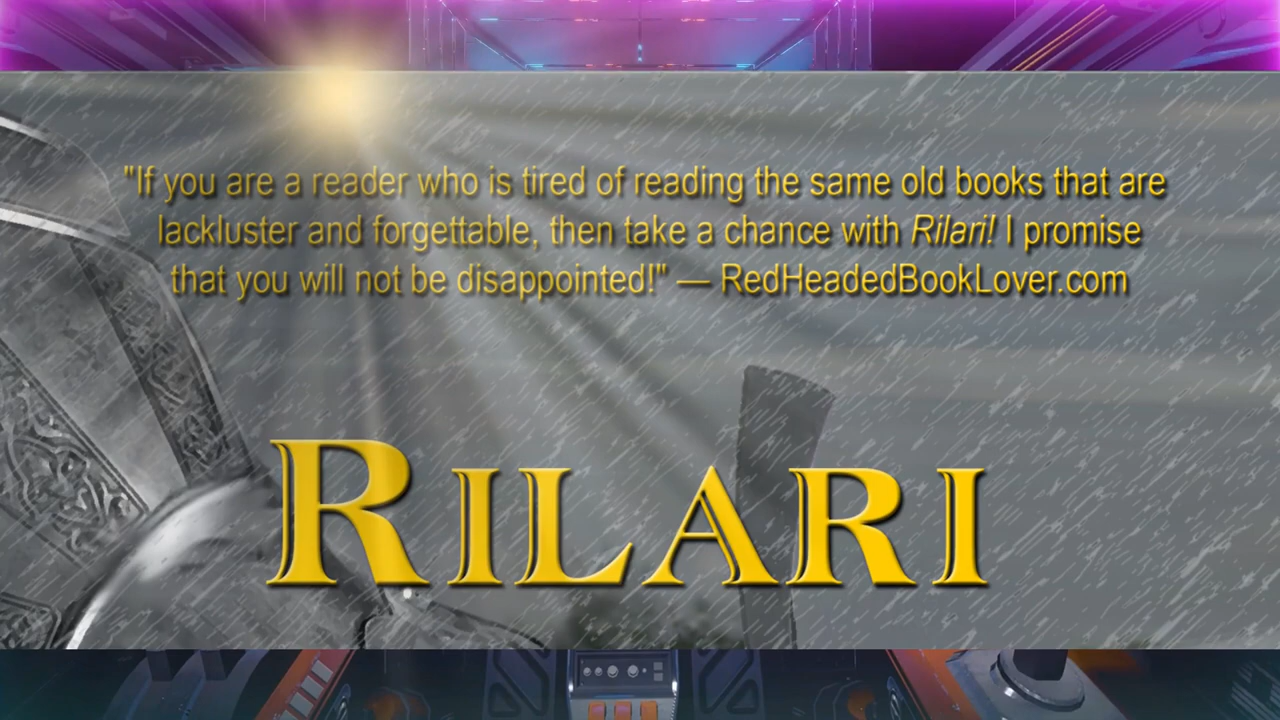 "If you are a reader who is tired of reading the same old books that are
lackluster and forgettable, then take a chance with Rilari! I promise
that you will not be disappointed!" — RedHeadedBookLover.com
RILARI